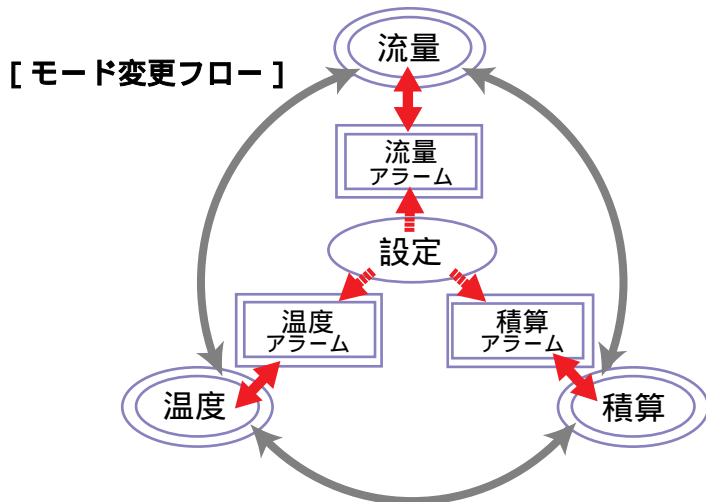 流量
[ モード変更フロー ]
流量
アラーム
設定
温度
アラーム
積算
アラーム
温度
積算